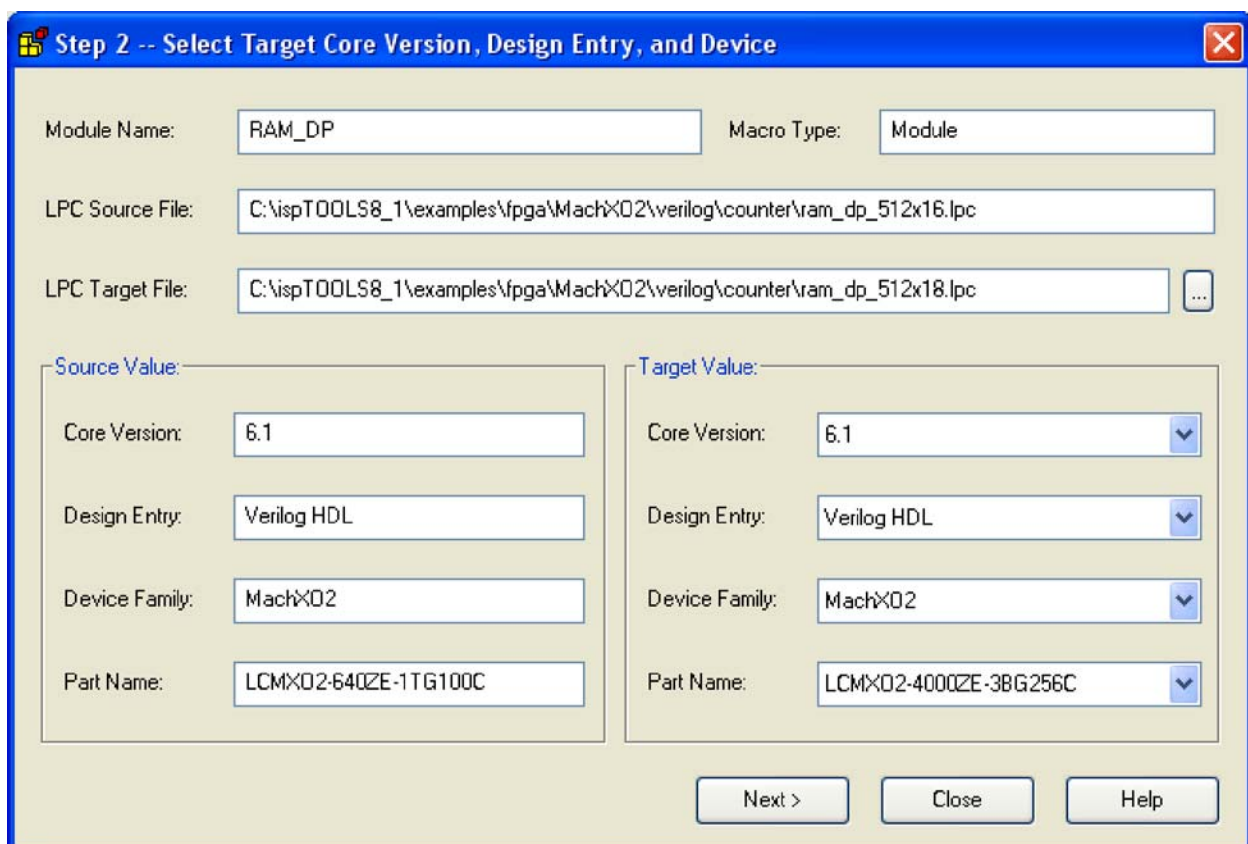 Step 2 -- Select Target Core Version, Design Entry, and Device
Module Name: RAM_DP Macro Type: Module
LPC Source File: C:\ispTOOLS8_1\examples\fpga\MachXO2\verilog\counter\ram_dp_512x16.lpc
LPC Target File: C:\ispTOOLS8_1\examples\fpga\MachXO2\verilog\counter\ram_dp_512x18.lpc ...
Source Value:
Core Version: 6.1
Design Entry: Verilog HDL
Device Family: MachXO2
Part Name: LCMXO2-640ZE-1TG100C
Target Value:
Core Version: 6.1
Design Entry: Verilog HDL
Device Family: MachXO2
Part Name: LCMXO2-4000ZE-3BG256C
Next > Close Help